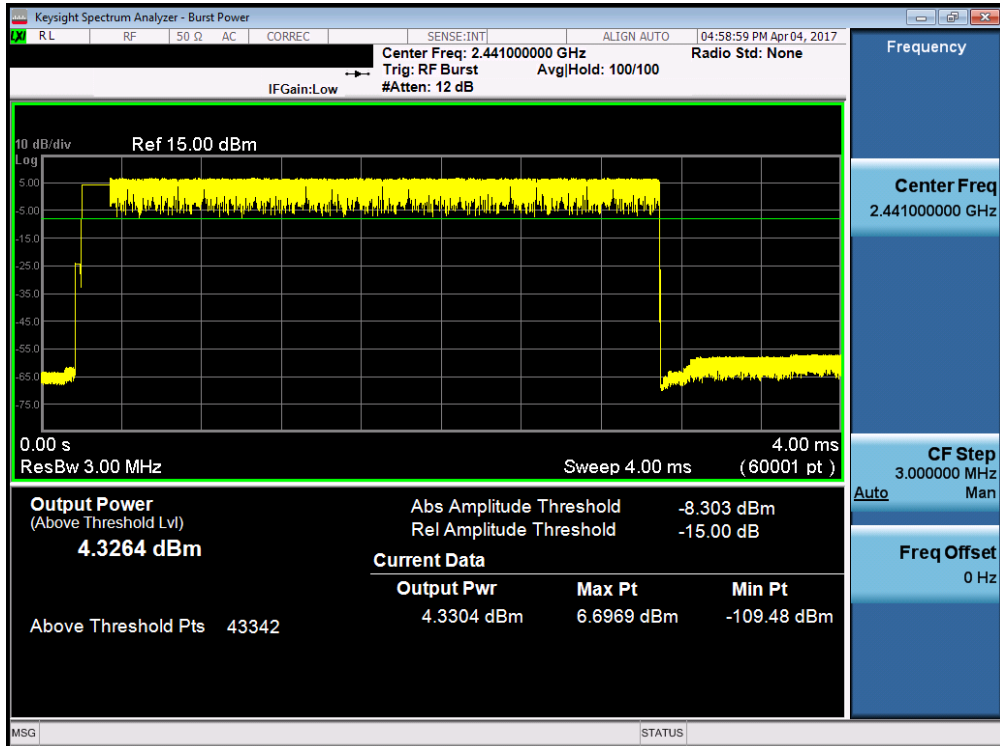 Keysight Spectrum Analyzer - Burst Power
LXI RL RF 50 Ω AC CORREC SENSE:INT ALIGN AUTO 04:58:59 PM Apr 04, 2017
Center Freq: 2.441000000 GHz Radio Std: None
Trig: RF Burst Avg|Hold: 100/100
IFGain:Low #Atten: 12 dB
10 dB/div Ref 15.00 dBm
Log
5.00
-5.00
-15.0
-25.0
-35.0
-45.0
-55.0
-65.0
-75.0
0.00 s 4.00 ms
ResBw 3.00 MHz Sweep 4.00 ms (60001 pt)
Output Power
(Above Threshold Lvl)
4.3264 dBm
Above Threshold Pts 43342
Abs Amplitude Threshold -8.303 dBm
Rel Amplitude Threshold -15.00 dB
Current Data
Output Pwr Max Pt Min Pt
4.3304 dBm 6.6969 dBm -109.48 dBm
Frequency
Center Freq
2.441000000 GHz
CF Step
3.000000 MHz
Auto Man
Freq Offset
0 Hz
MSG STATUS